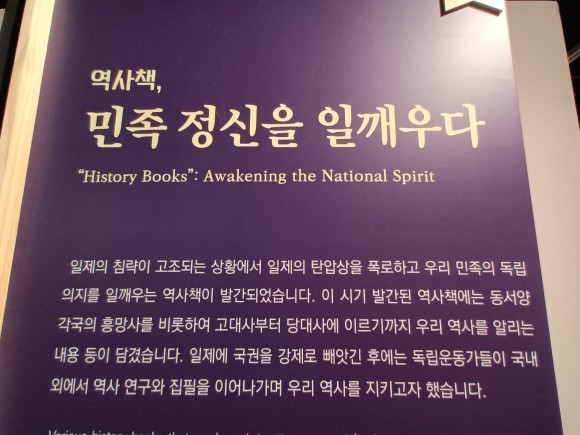 역사책,
민족 정신을 일깨우다
“History Books”: Awakening the National Spirit
일제의 침략이 고조되는 상황에서 일제의 탄압상을 폭로하고 우리 민족의 독립
의지를 일깨우는 역사책이 발간되었습니다. 이 시기 발간된 역사책에는 동서양
각국의 흥망사를 비롯하여 고대사부터 당대사에 이르기까지 우리 역사를 알리는
내용 등이 담겼습니다. 일제에 국권을 강제로 빼앗긴 후에는 독립운동가들이 국내
외에서 역사 연구와 집필을 이어나가며 우리 역사를 지키고자 했습니다.
Various history books that